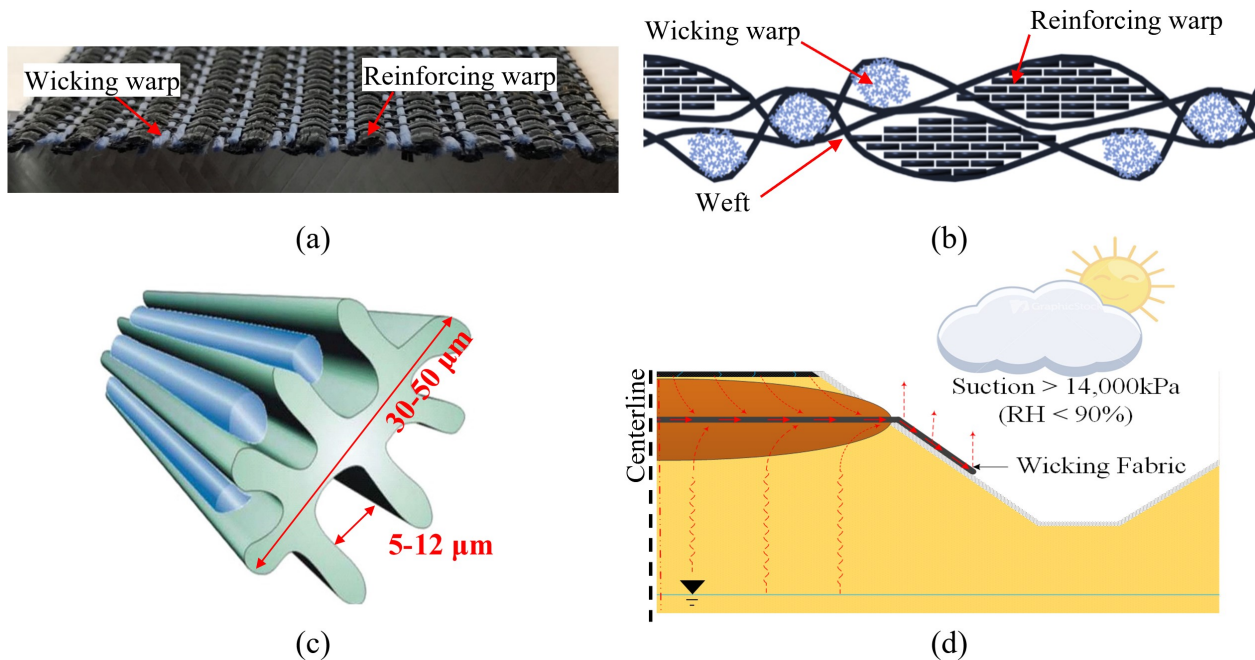 Wicking warp
Reinforcing warp
(a)
Wicking warp
Reinforcing warp
Weft
(b)
30-50 μm
5-12 μm
(c)
Suction > 14,000kPa
(RH < 90%)
Centerline
Wicking Fabric
(d)